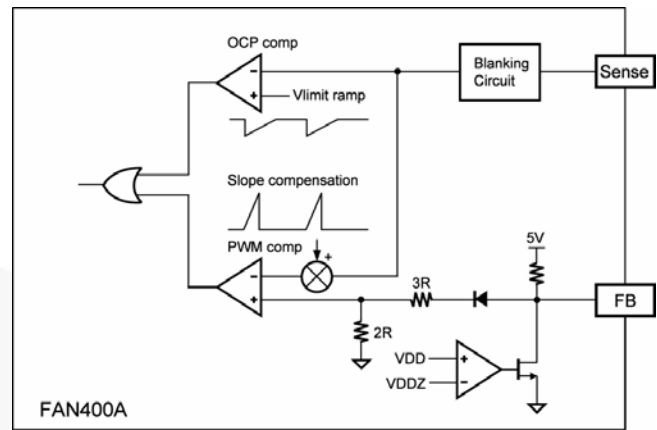 OCP comp
−
+
Vlimit ramp
Blanking
Circuit
Sense
Slope compensation
PWM comp
+
−
+
3R
2R
5V
FB
VDD
+
VDDZ
−
FAN400A